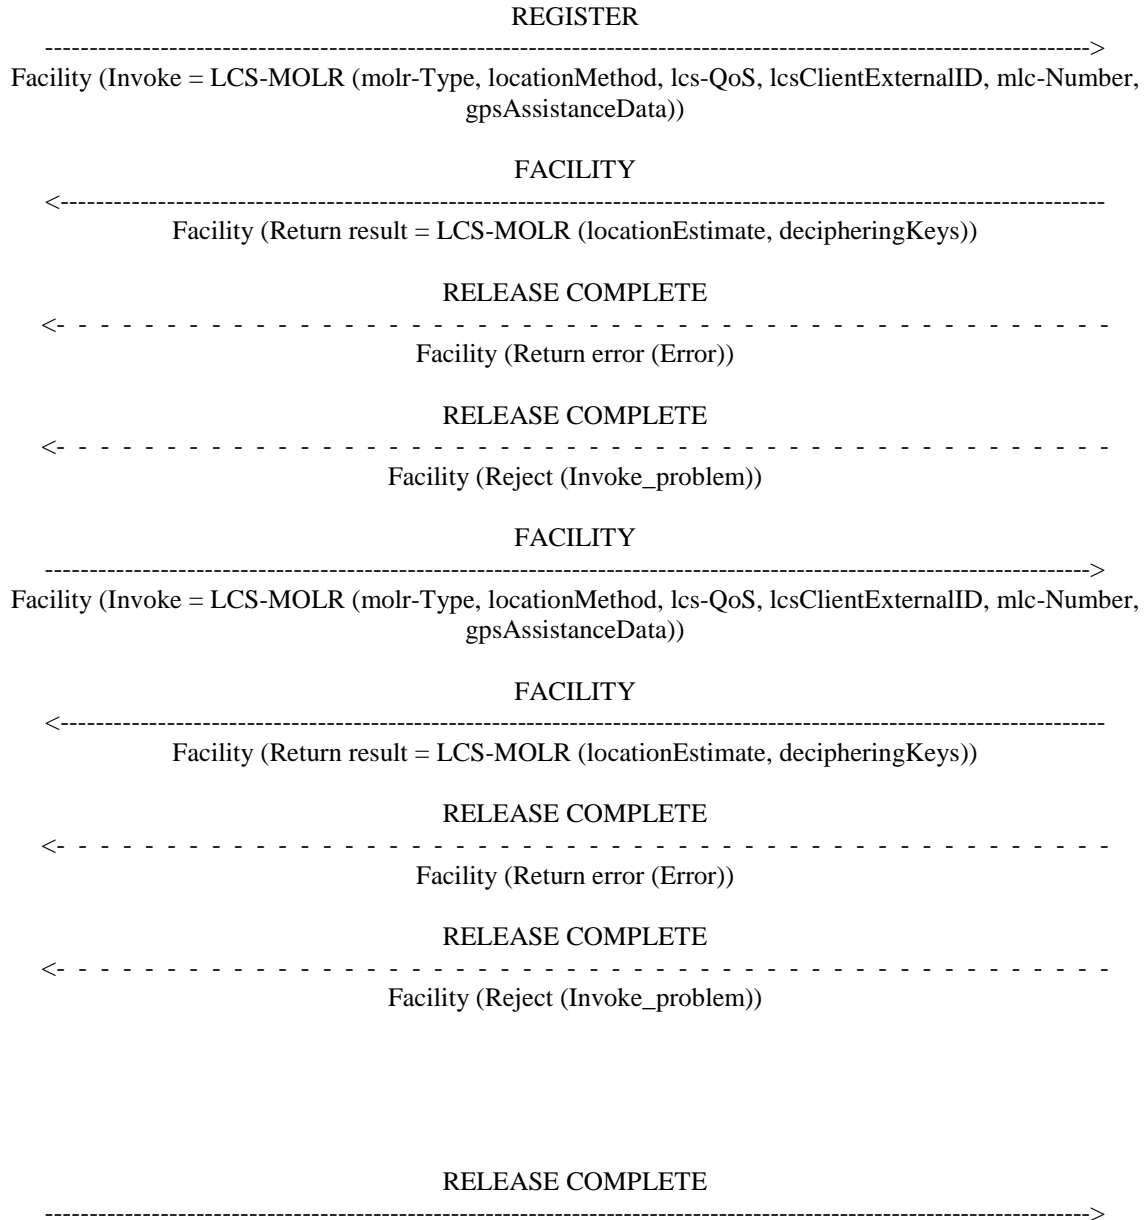 REGISTER
------------------------------------------------------------------------------------------------------------------------>
Facility (Invoke = LCS-MOLR (molr-Type, locationMethod, lcs-QoS, lcsClientExternalID, mlc-Number,
gpsAssistanceData))
FACILITY
<------------------------------------------------------------------------------------------------------------------------
Facility (Return result = LCS-MOLR (locationEstimate, decipheringKeys))
RELEASE COMPLETE
<- - - - - - - - - - - - - - - - - - - - - - - - - - - - - - - - - - - - - - - - - - - - - - - -
Facility (Return error (Error))
RELEASE COMPLETE
<- - - - - - - - - - - - - - - - - - - - - - - - - - - - - - - - - - - - - - - - - - - - - - - -
Facility (Reject (Invoke_problem))
FACILITY
------------------------------------------------------------------------------------------------------------------------>
Facility (Invoke = LCS-MOLR (molr-Type, locationMethod, lcs-QoS, lcsClientExternalID, mlc-Number,
gpsAssistanceData))
FACILITY
<------------------------------------------------------------------------------------------------------------------------
Facility (Return result = LCS-MOLR (locationEstimate, decipheringKeys))
RELEASE COMPLETE
<- - - - - - - - - - - - - - - - - - - - - - - - - - - - - - - - - - - - - - - - - - - - - - - -
Facility (Return error (Error))
RELEASE COMPLETE
<- - - - - - - - - - - - - - - - - - - - - - - - - - - - - - - - - - - - - - - - - - - - - - - -
Facility (Reject (Invoke_problem))
RELEASE COMPLETE
------------------------------------------------------------------------------------------------------------------------>